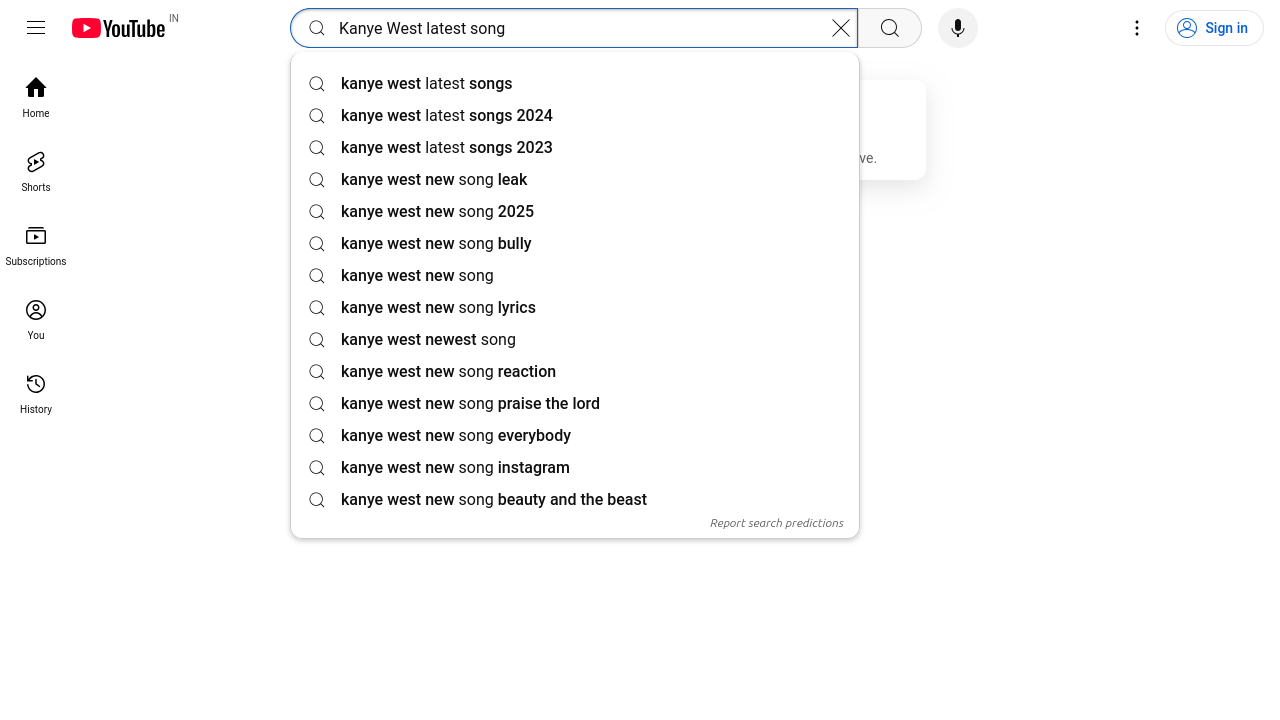 YouTube IN
Kanye West latest song
Sign in
Home
Shorts
Subscriptions
You
History
kanye west latest songs
kanye west latest songs 2024
kanye west latest songs 2023
kanye west new song leak
kanye west new song 2025
kanye west new song bully
kanye west new song
kanye west new song lyrics
kanye west newest song
kanye west new song reaction
kanye west new song praise the lord
kanye west new song everybody
kanye west new song instagram
kanye west new song beauty and the beast
Report search predictions